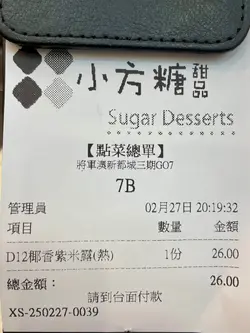 小方糖甜品
Sugar Desserts
【點菜總單】
將軍澳新都城三期G07
7B
管理員 02月27日 20:19:32
項目 數量 金額
D12椰香紫米露(熱) 1份 26.00
總金額: 26.00
請到台面付款
XS-250227-0039